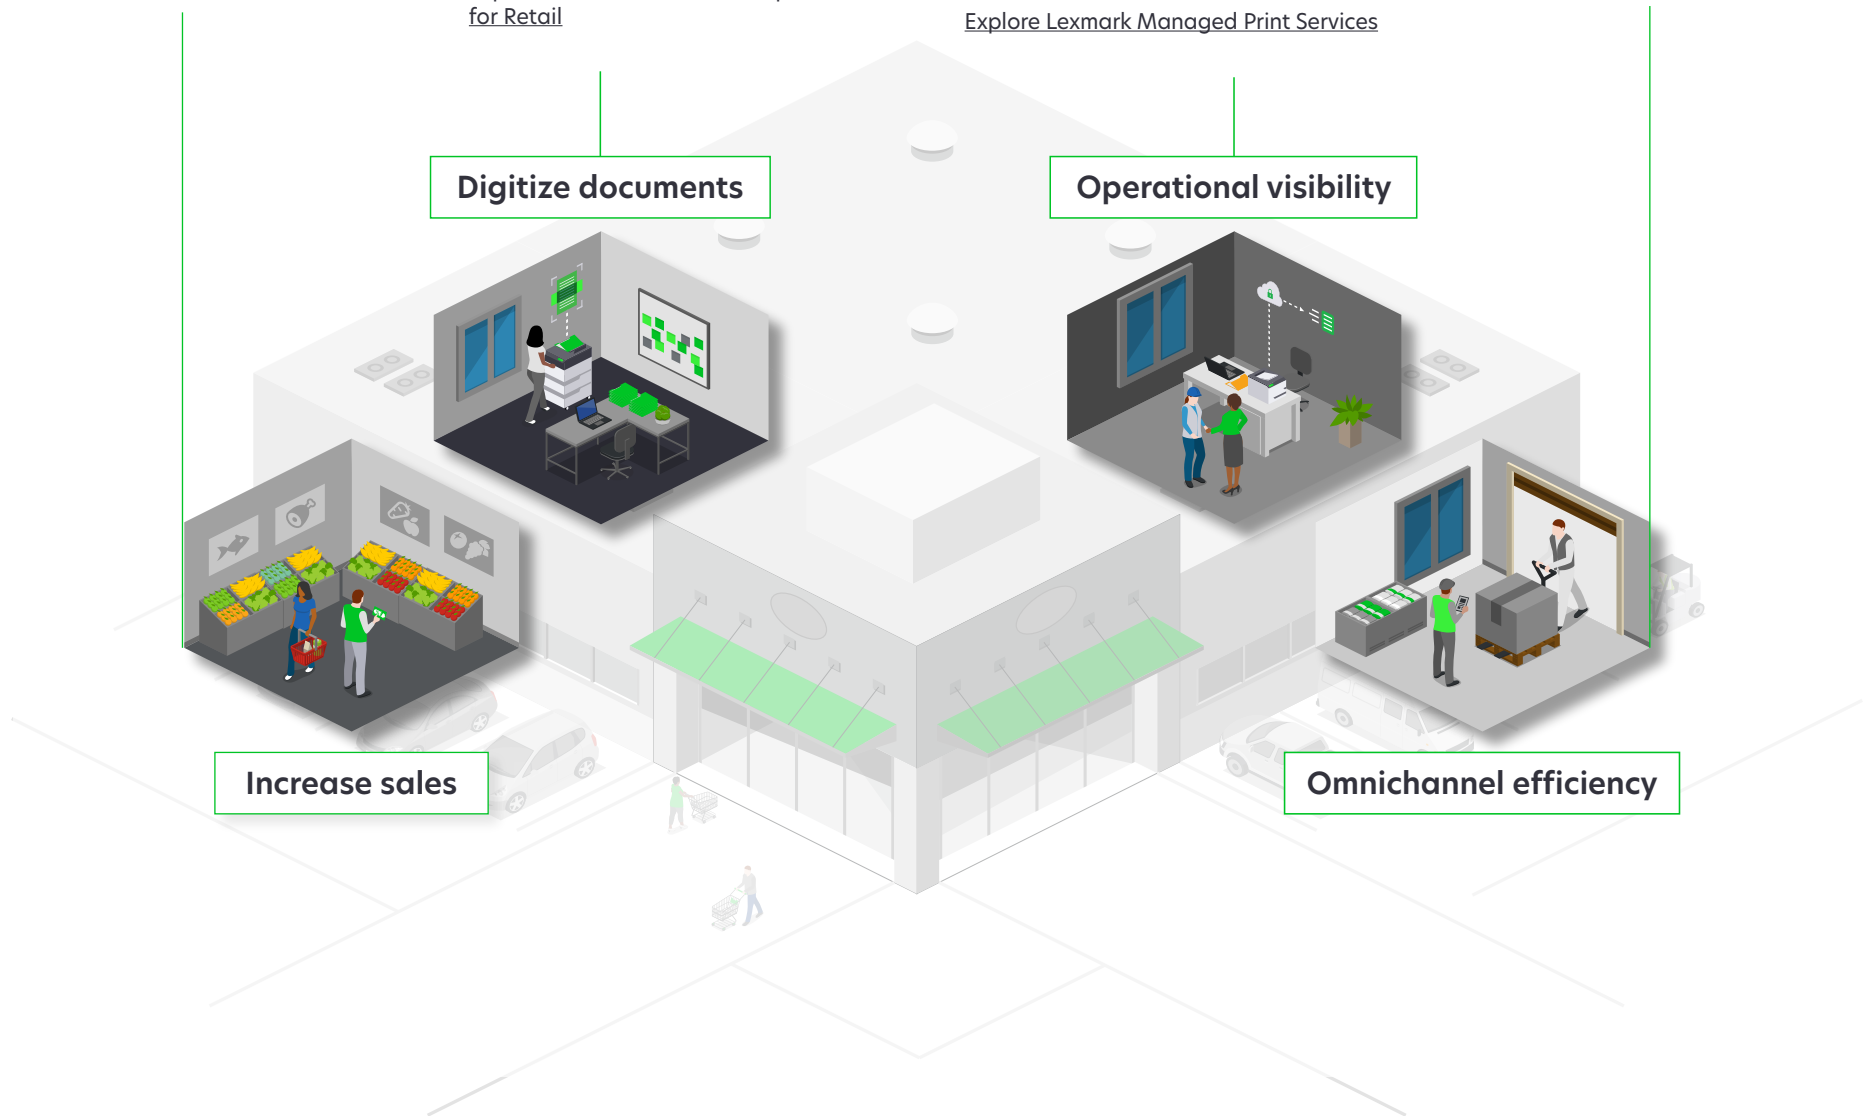 for Retail
Explore Lexmark Managed Print Services
Digitize documents
Operational visibility
Increase sales
Omnichannel efficiency